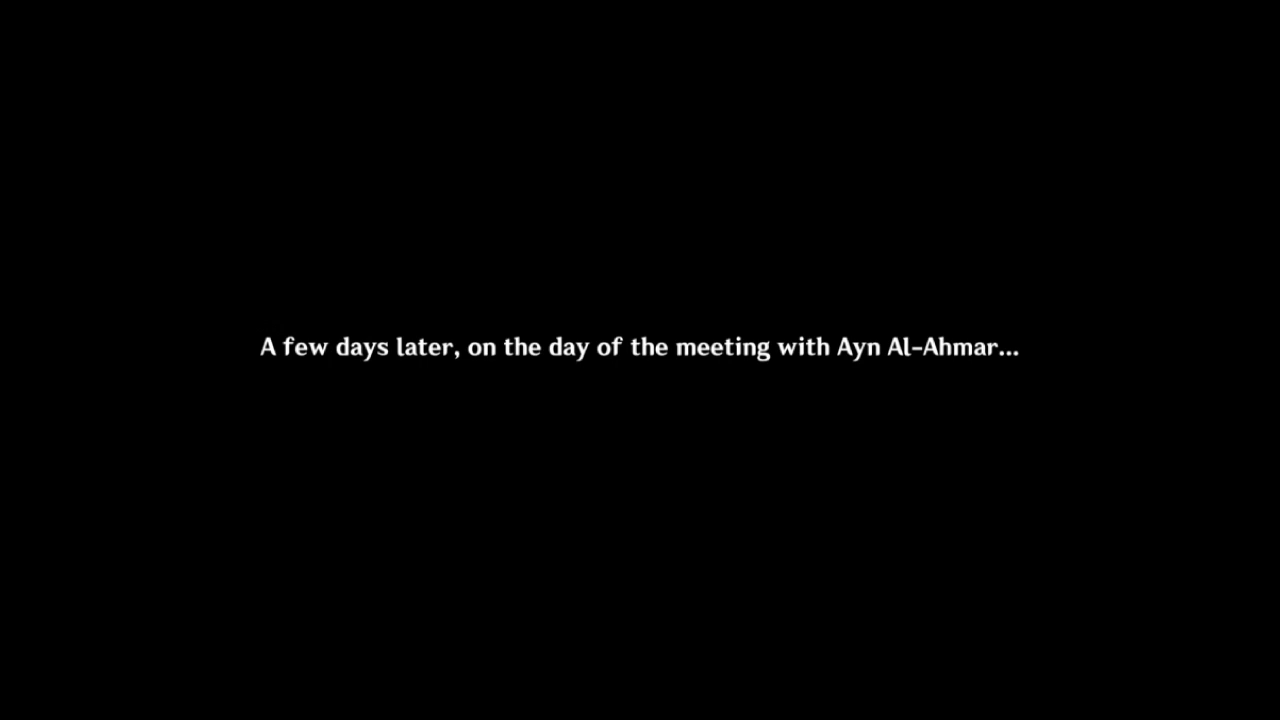 A few days later, on the day of the meeting with Ayn Al-Ahmar...